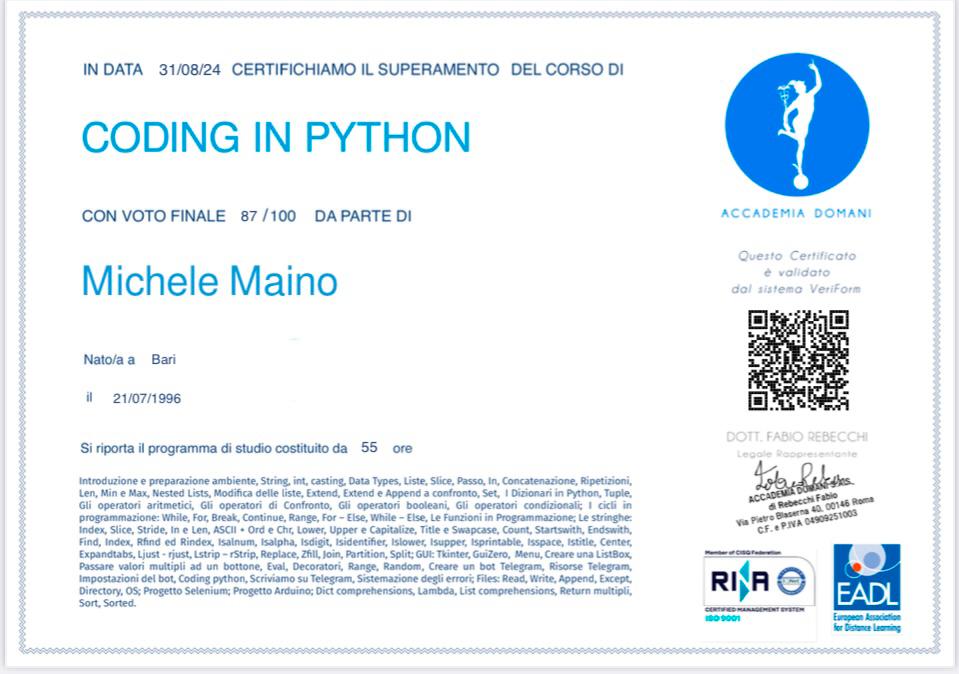 IN DATA 31/08/24 CERTIFICHIAMO IL SUPERAMENTO DEL CORSO DI
CODING IN PYTHON
CON VOTO FINALE 87 / 100 DA PARTE DI
Michele Maino
Nato/a a Bari
il 21/07/1996
Si riporta il programma di studio costituito da 55 ore
Introduzione e preparazione ambiente, String, int, casting, Data Types, Liste, Slice, Passo, In, Concatenazione, Ripetizioni,
Len, Min e Max, Nested Lists, Modifica delle liste, Extend, Extend e Append a confronto, Set, I Dizionari in Python, Tuple,
Gli operatori aritmetici, Gli operatori di Confronto, Gli operatori booleani, Gli operatori condizionali; I cicli in
programmazione: While, For, Break, Continue, Range, For – Else, While – Else, Le Funzioni in Programmazione; Le stringhe:
Index, Slice, Stride, In e Len, ASCII + Ord e Chr, Lower, Upper e Capitalize, Title e Swapcase, Count, Startswith, Endswith,
Find, Index, Rfind ed Rindex, Isalnum, Isalpha, Isdigit, Isidentifier, Islower, Isupper, Isprintable, Isspace, Istitle, Center,
Expandtabs, Ljust - rjust, Lstrip – rStrip, Replace, Zfill, Join, Partition, Split; GUI: Tkinter, GuiZero, Menu, Creare una ListBox,
Passare valori multipli ad un bottone, Eval, Decoratori, Range, Random, Creare un bot Telegram, Risorse Telegram,
Impostazioni del bot, Coding python, Scriviamo su Telegram, Sistemazione degli errori; Files: Read, Write, Append, Except,
Directory, OS; Progetto Selenium; Progetto Arduino; Dict comprehensions, Lambda, List comprehensions, Return multipli,
Sort, Sorted.
ACCADEMIA DOMANI
Questo Certificato
è validato
dal sistema VeriForm
DOTT. FABIO REBECCHI
Legale Rappresentante
ACCADEMIA DOMANI s.a.s.
di Rebecchi Fabio
Via Pietro Blaserna 40, 00146 Roma
C.F. e P.IVA 04909251003
Member of CISQ Federation
RINA
CERTIFIED MANAGEMENT SYSTEM
ISO 9001
EADL
European Association
for Distance Learning